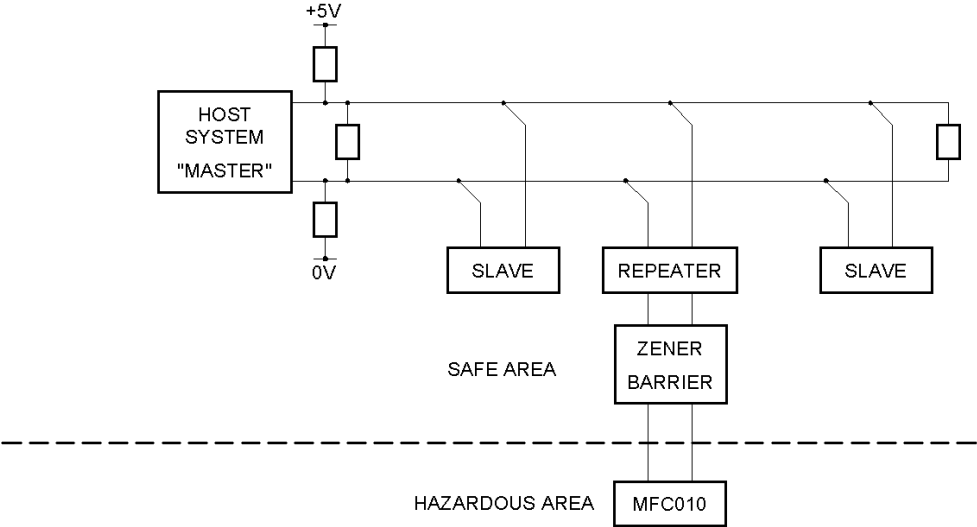 +5V
HOST
SYSTEM
"MASTER"
0V
SLAVE
REPEATER
SLAVE
ZENER
BARRIER
SAFE AREA
HAZARDOUS AREA
MFC010